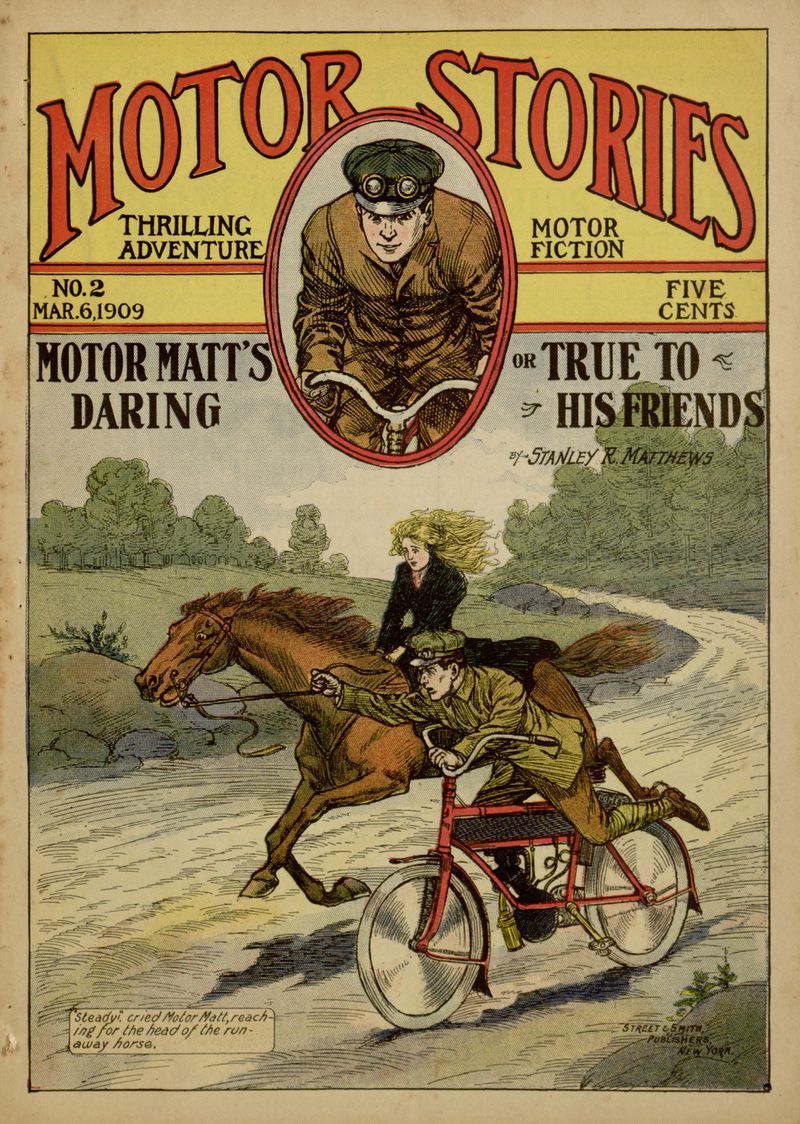 MOTOR STORIES
THRILLING
ADVENTURE
MOTOR
FICTION
NO. 2
MAR. 6, 1909
FIVE
CENTS
MOTOR MATT'S
DARING
OR TRUE TO
HIS FRIENDS
BY STANLEY R. MATTHEWS
"Steady!" cried Motor Matt, reach-
ing for the head of the run-
away horse.
STREET & SMITH,
PUBLISHERS,
NEW YORK.